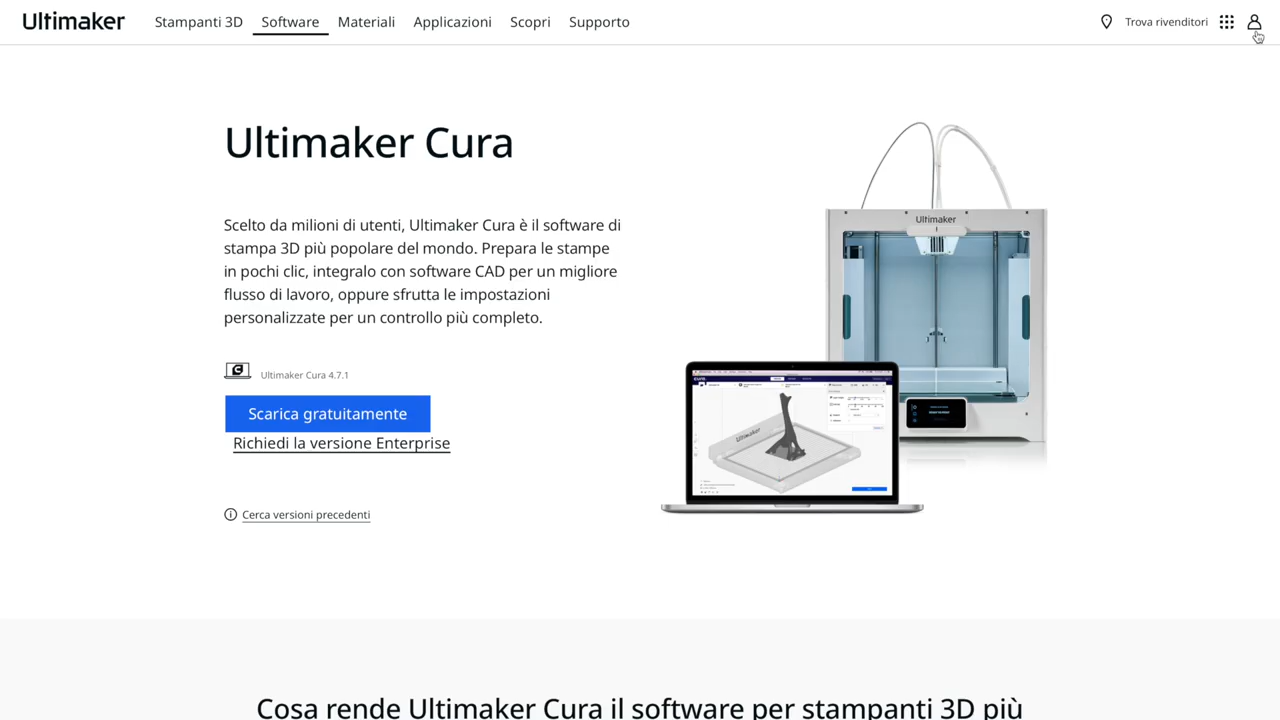 Ultimaker
Stampanti 3D
Software
Materiali
Applicazioni
Scopri
Supporto
Trova rivenditori
Ultimaker Cura
Scelto da milioni di utenti, Ultimaker Cura è il software di
stampa 3D più popolare del mondo. Prepara le stampe
in pochi clic, integralo con software CAD per un migliore
flusso di lavoro, oppure sfrutta le impostazioni
personalizzate per un controllo più completo.
Ultimaker Cura 4.7.1
Scarica gratuitamente
Richiedi la versione Enterprise
Cerca versioni precedenti
Ultimaker
Ultimaker
Cosa rende Ultimaker Cura il software per stampanti 3D più